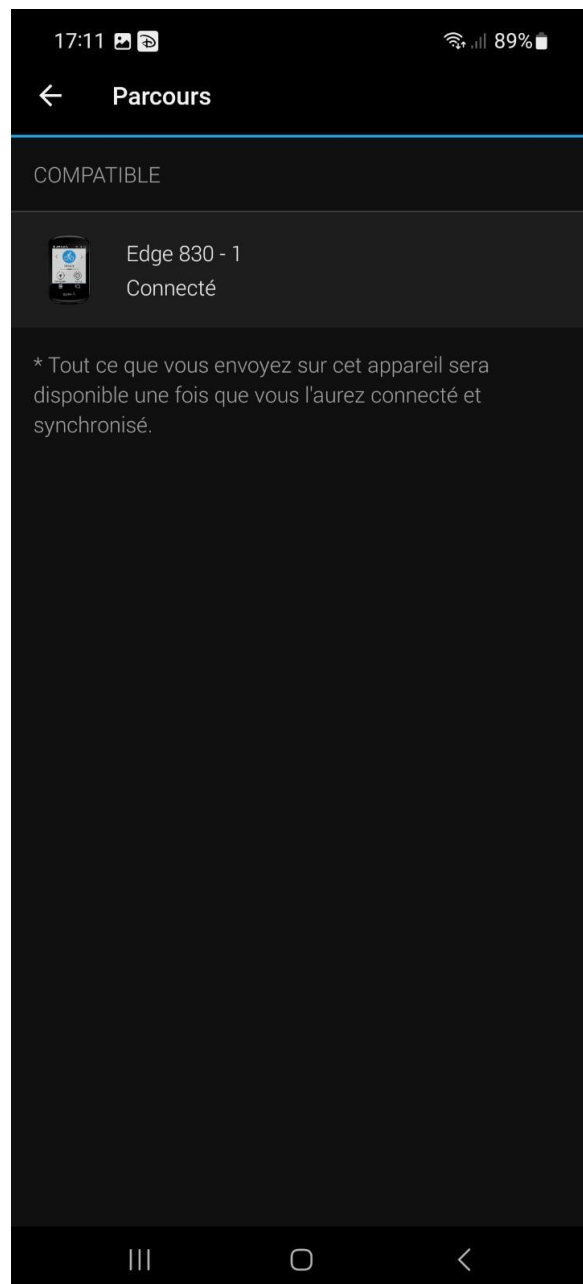 17:11 89%
Parcours
COMPATIBLE
Edge 830 - 1
Connecté
* Tout ce que vous envoyez sur cet appareil sera
disponible une fois que vous l'aurez connecté et
synchronisé.